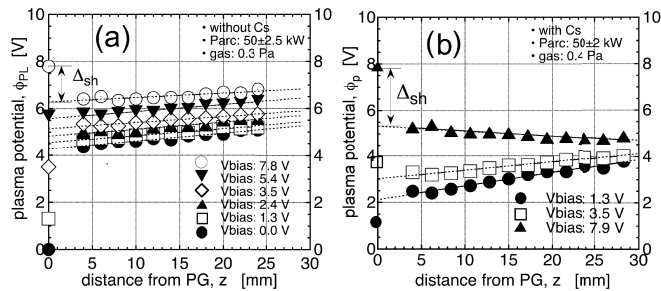 (a)
• without Cs
• Parc: 50±2.5 kW
• gas: 0.3 Pa
plasma potential, ϕPL [V]
10
8
6
4
2
0
Δsh
Vbias: 7.8 V
Vbias: 5.4 V
Vbias: 3.5 V
Vbias: 2.4 V
Vbias: 1.3 V
Vbias: 0.0 V
10
8
6
4
2
0
0 5 10 15 20 25 30
distance from PG, z [mm]
(b)
• with Cs
• Parc: 50±2 kW
• gas: 0.4 Pa
plasma potential, ϕp [V]
10
8
6
4
2
0
Δsh
Vbias: 1.3 V
Vbias: 3.5 V
Vbias: 7.9 V
10
8
6
4
2
0
0 5 10 15 20 25 30
distance from PG, z [mm]